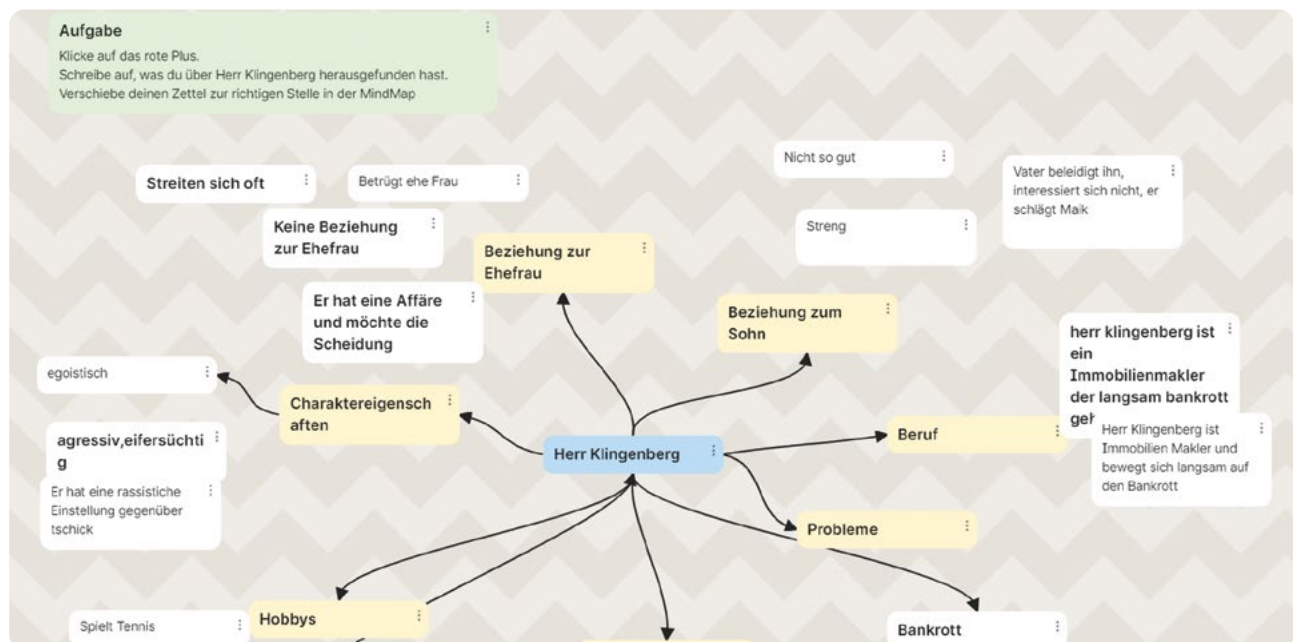 Aufgabe
Klicke auf das rote Plus.
Schreibe auf, was du über Herr Klingenberg herausgefunden hast.
Verschiebe deinen Zettel zur richtigen Stelle in der MindMap
Streiten sich oft
Betrügt ehe Frau
Keine Beziehung
zur Ehefrau
Er hat eine Affäre
und möchte die
Scheidung
Beziehung zur
Ehefrau
Nicht so gut
Streng
Vater beleidigt ihn,
interessiert sich nicht, er
schlägt Maik
Beziehung zum
Sohn
egoistisch
agressiv,eifersüchti
g
Er hat eine rassistiche
Einstellung gegenüber
tschick
Charaktereigensch
aften
Herr Klingenberg
Beruf
herr klingenberg ist
ein
Immobilienmakler
der langsam bankrott
Herr Klingenberg ist
Immobilien Makler und
bewegt sich langsam auf
den Bankrott
Probleme
Spielt Tennis
Hobbys
Bankrott